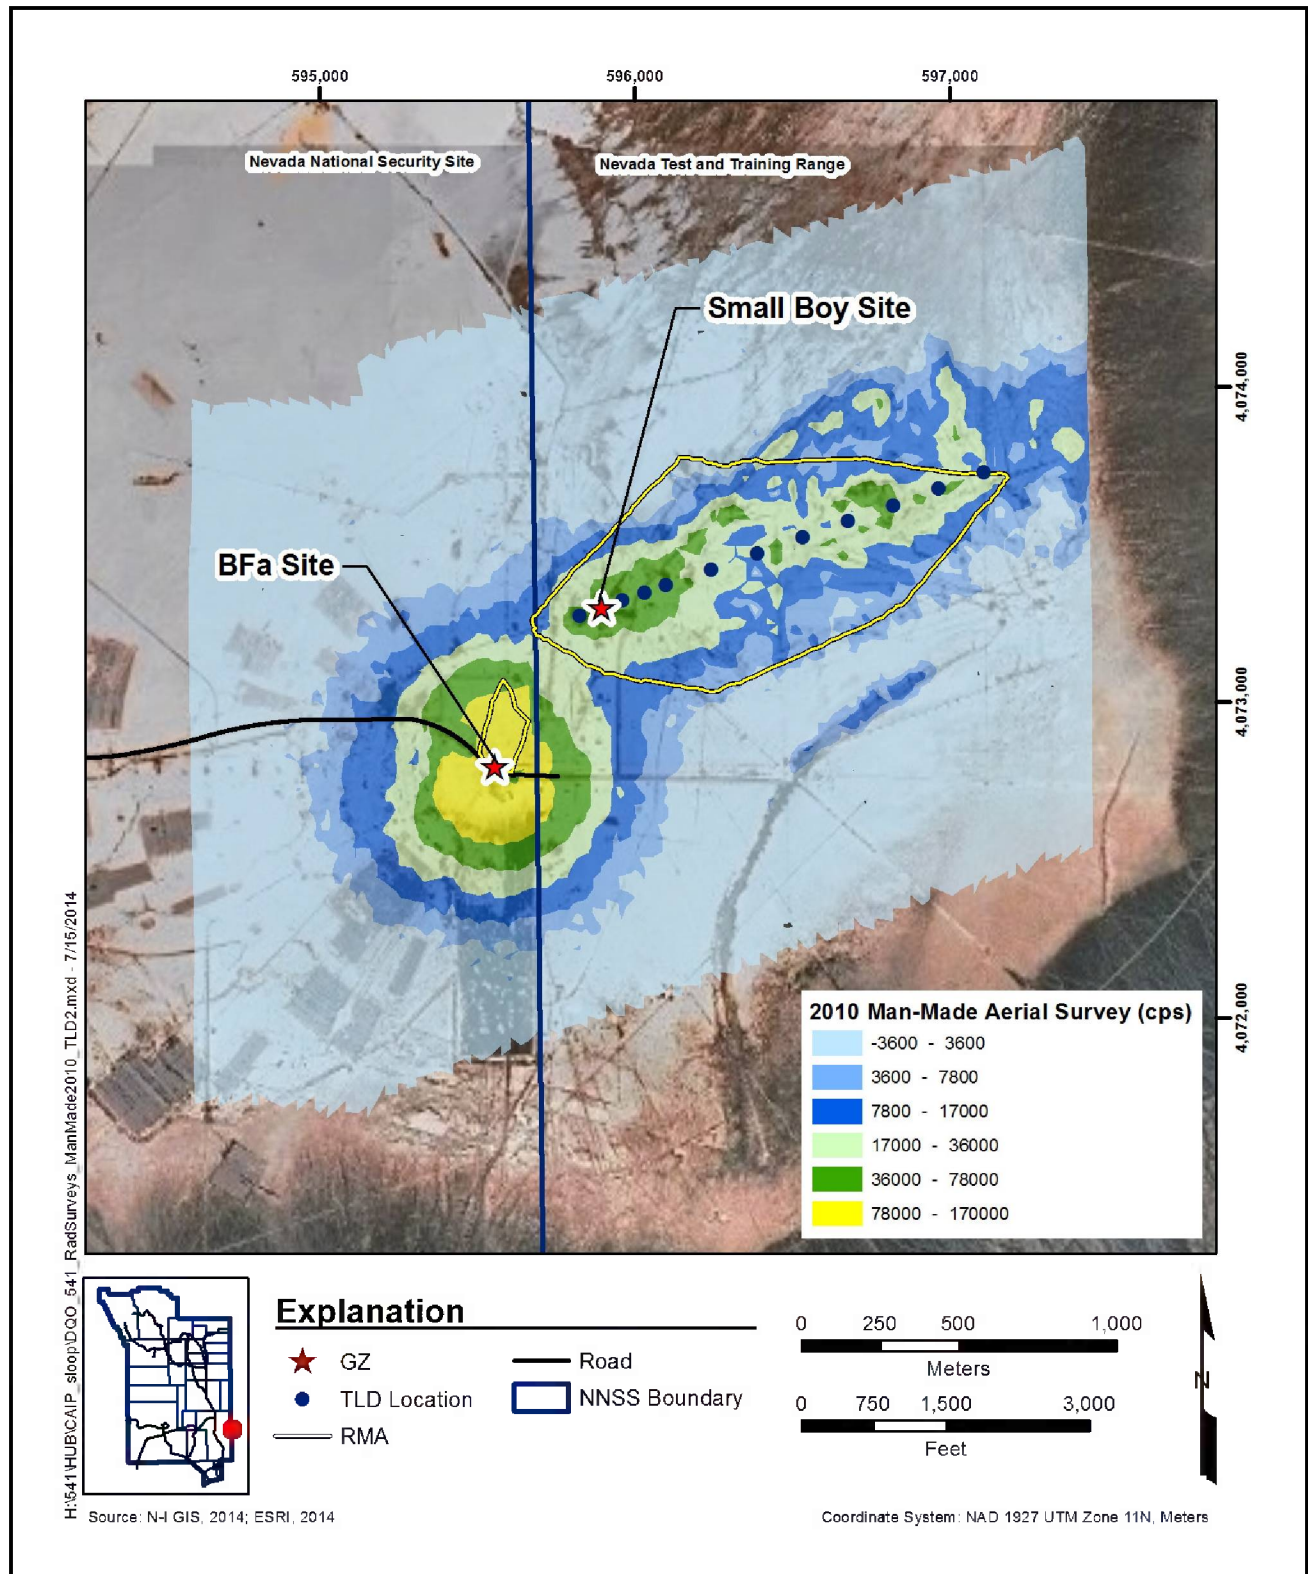 595,000
596,000
597,000
Nevada National Security Site
Nevada Test and Training Range
Small Boy Site
BFa Site
4,074,000
4,073,000
4,072,000
2010 Man-Made Aerial Survey (cps)
-3600 - 3600
3600 - 7800
7800 - 17000
17000 - 36000
36000 - 78000
78000 - 170000
H:\541\HUB\CAIP_sloop\DQO_541_RadSurveys_ManMade2010_TLD2.mxd - 7/15/2014
Explanation
GZ
TLD Location
RMA
Road
NNSS Boundary
0 250 500 1,000
Meters
0 750 1,500 3,000
Feet
N
Source: N-I GIS, 2014; ESRI, 2014
Coordinate System: NAD 1927 UTM Zone 11N, Meters